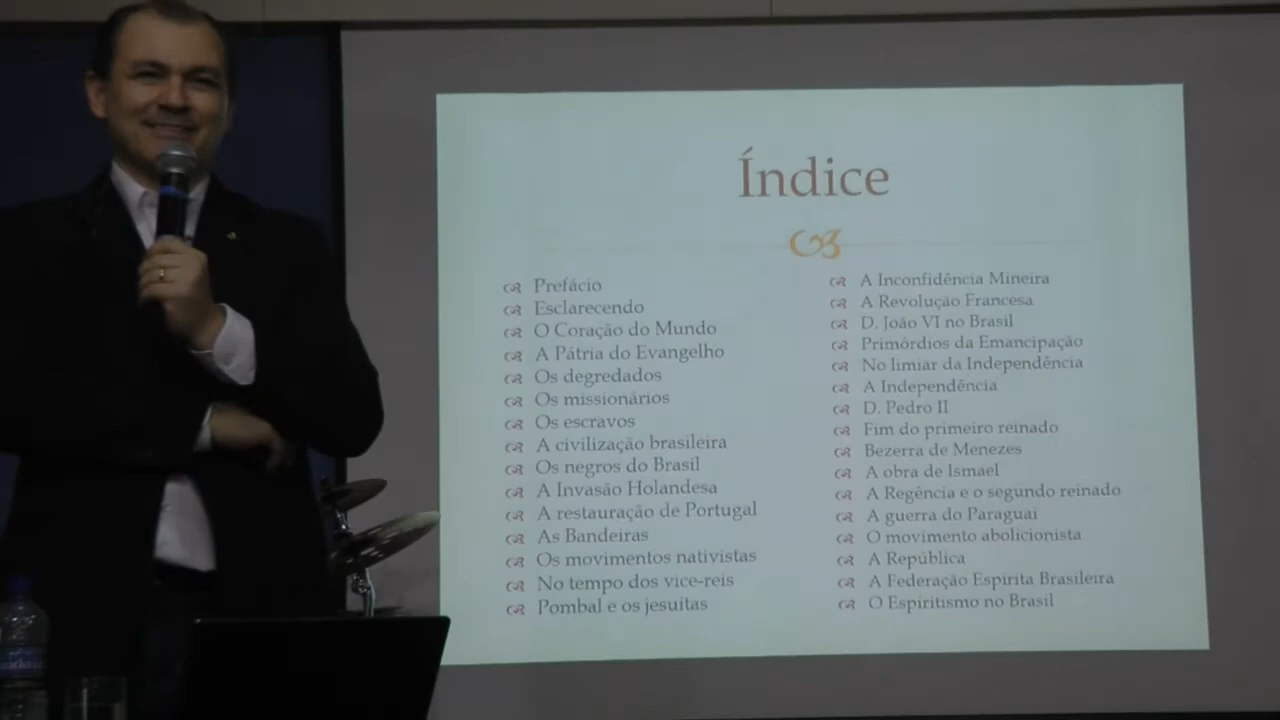 Índice
Prefácio
Esclarecendo
O Coração do Mundo
A Pátria do Evangelho
Os degredados
Os missionários
Os escravos
A civilização brasileira
Os negros do Brasil
A Invasão Holandesa
A restauração de Portugal
As Bandeiras
Os movimentos nativistas
No tempo dos vice-reis
Pombal e os jesuítas
A Inconfidência Mineira
A Revolução Francesa
D. João VI no Brasil
Primórdios da Emancipação
No limiar da Independência
A Independência
D. Pedro II
Fim do primeiro reinado
Bezerra de Menezes
A obra de Ismael
A Regência e o segundo reinado
A guerra do Paraguai
O movimento abolicionista
A República
A Federação Espírita Brasileira
O Espiritismo no Brasil